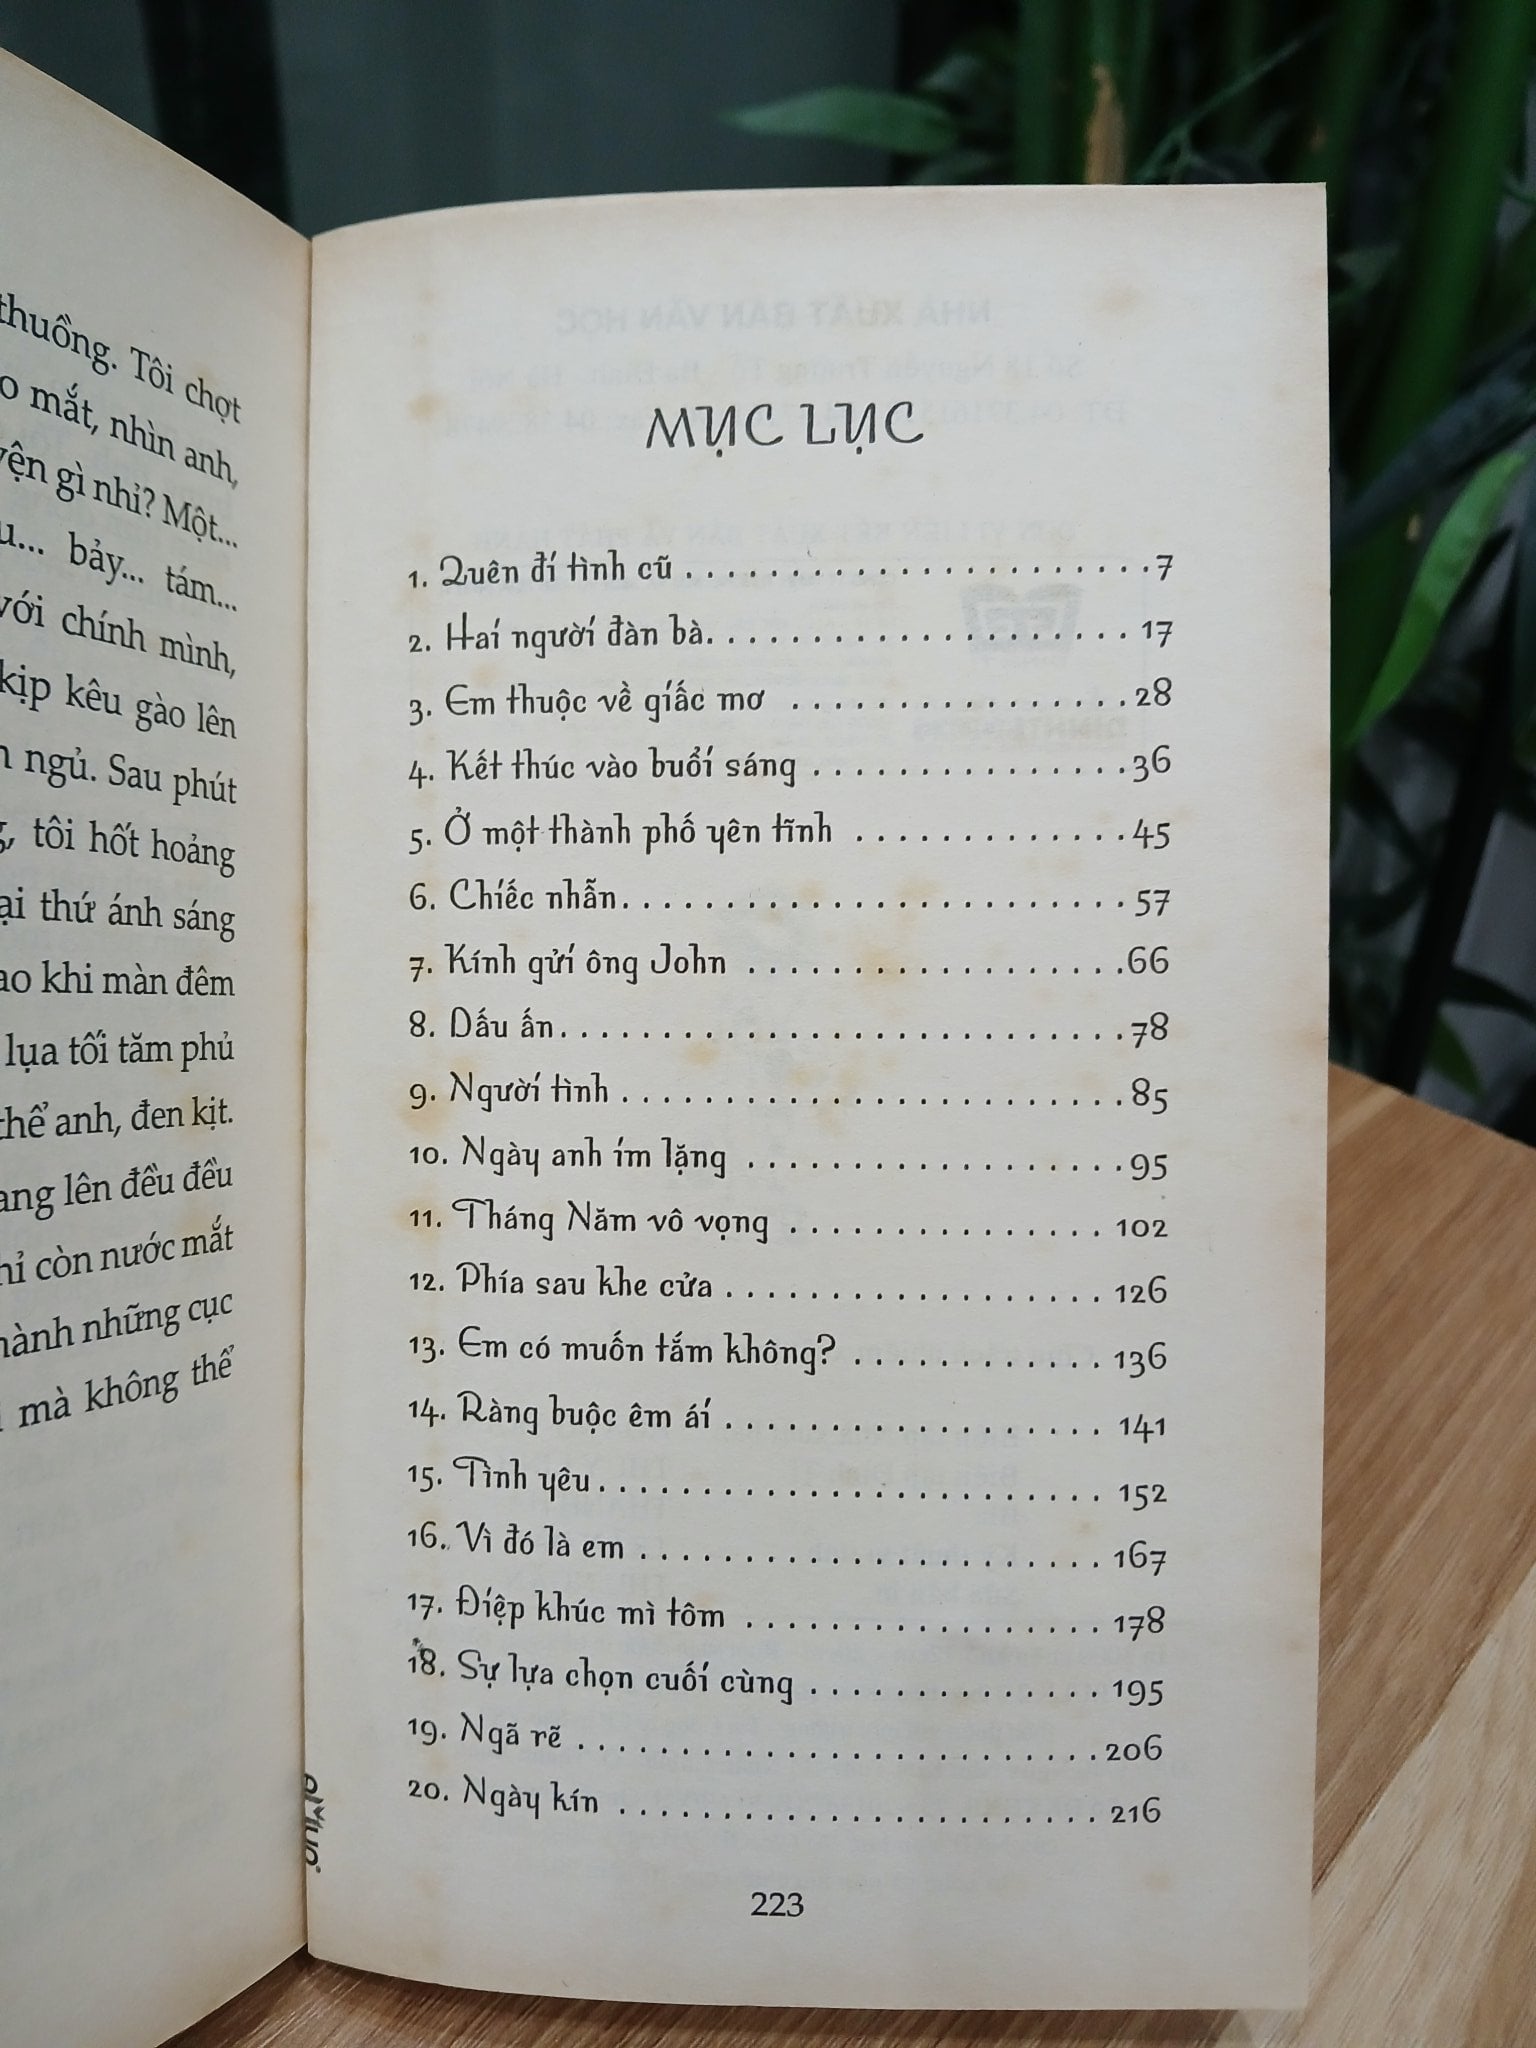 thuồng. Tôi chợt
mắt, nhìn anh,
gì nhỉ? Một...
bảy... tám...
với chính mình,
kịp kêu gào lên
ngủ. Sau phút
tôi hốt hoảng
thứ ánh sáng
khi màn đêm
lụa tối tăm phủ
thể anh, đen kịt.
lên đều đều
còn nước mắt
những cục
mà không thể
MỤC LỤC
1. Quên đi tình cũ . . . . . . . . . . . . . . . . . . . . . . 7
2. Hai người đàn bà. . . . . . . . . . . . . . . . . . . . . 17
3. Em thuộc về giấc mơ . . . . . . . . . . . . . . . . . 28
4. Kết thúc vào buổi sáng . . . . . . . . . . . . . . . 36
5. Ở một thành phố yên tĩnh . . . . . . . . . . . . . 45
6. Chiếc nhẫn. . . . . . . . . . . . . . . . . . . . . . . . . 57
7. Kính gửi ông John . . . . . . . . . . . . . . . . . . .66
8. Dấu ấn. . . . . . . . . . . . . . . . . . . . . . . . . . . .78
9. Người tình . . . . . . . . . . . . . . . . . . . . . . . . 85
10. Ngày anh im lặng . . . . . . . . . . . . . . . . . . . 95
11. Tháng Năm vô vọng . . . . . . . . . . . . . . . 102
12. Phía sau khe cửa . . . . . . . . . . . . . . . . . . . 126
13. Em có muốn tắm không? . . . . . . . . . . . . 136
14. Ràng buộc êm ái . . . . . . . . . . . . . . . . . . . 141
15. Tình yêu. . . . . . . . . . . . . . . . . . . . . . . . . 152
16. Vì đó là em . . . . . . . . . . . . . . . . . . . . . . . 167
17. Điệp khúc mì tôm . . . . . . . . . . . . . . . . . 178
18. Sự lựa chọn cuối cùng . . . . . . . . . . . . . . 195
19. Ngã rẽ . . . . . . . . . . . . . . . . . . . . . . . . . 206
20. Ngày kín . . . . . . . . . . . . . . . . . . . . . . . 216
223